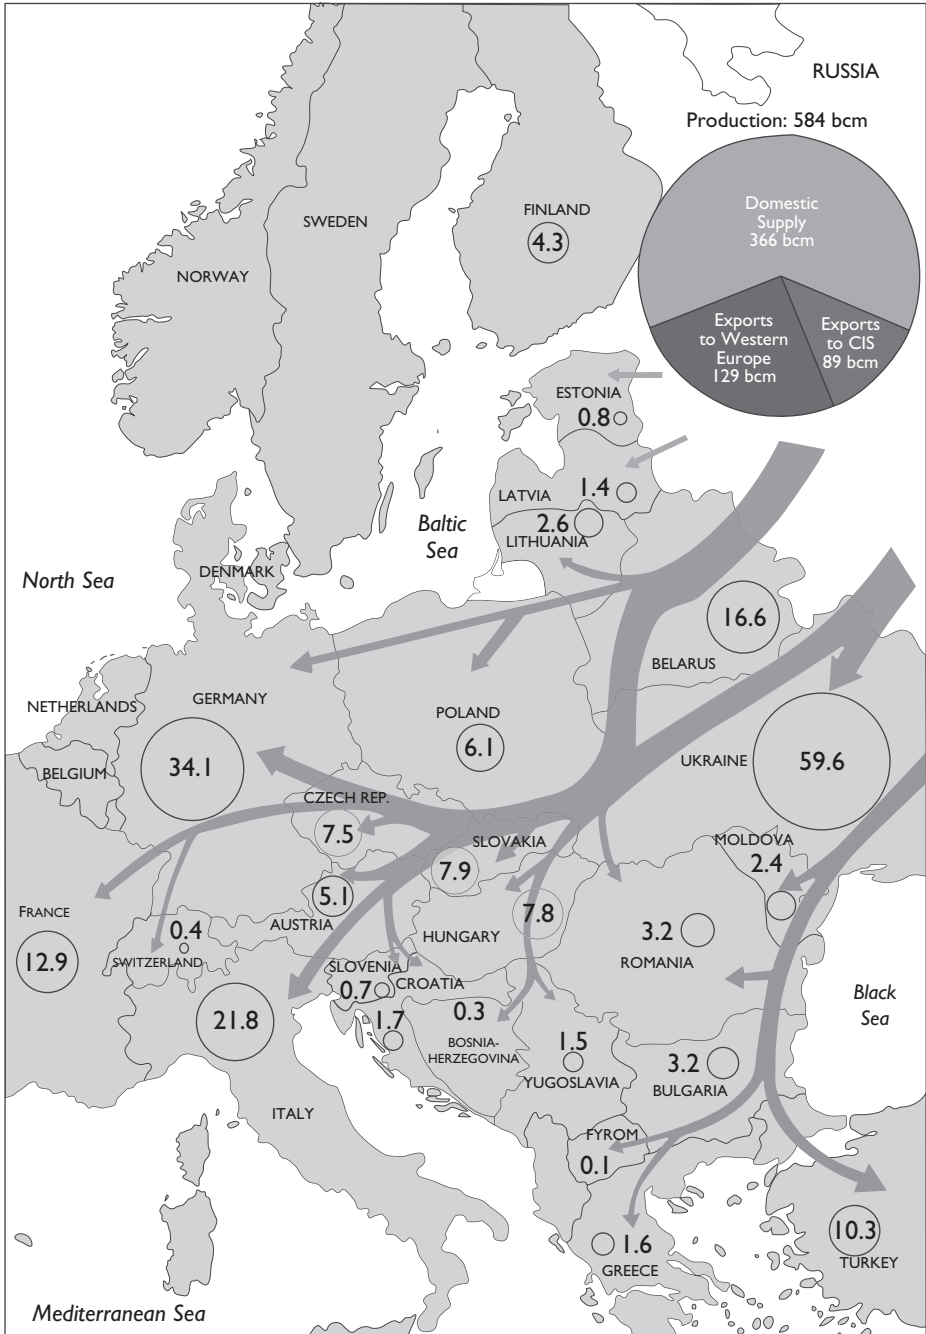 RUSSIA
Production: 584 bcm
Domestic
Supply
366 bcm
Exports
to Western
Europe
129 bcm
Exports
to CIS
89 bcm
FINLAND
4.3
SWEDEN
NORWAY
ESTONIA
0.8
LATVIA
1.4
2.6
LITHUANIA
Baltic
Sea
North Sea
DENMARK
16.6
BELARUS
NETHERLANDS
GERMANY
34.1
BELGIUM
POLAND
6.1
UKRAINE
59.6
CZECH REP.
7.5
SLOVAKIA
7.9
MOLDOVA
2.4
5.1
AUSTRIA
7.8
HUNGARY
FRANCE
12.9
0.4
SWITZERLAND
3.2
ROMANIA
SLOVENIA
0.7
CROATIA
1.7
0.3
BOSNIA-
HERZEGOVINA
21.8
ITALY
Black
Sea
1.5
YUGOSLAVIA
3.2
BULGARIA
FYROM
0.1
1.6
GREECE
10.3
TURKEY
Mediterranean Sea